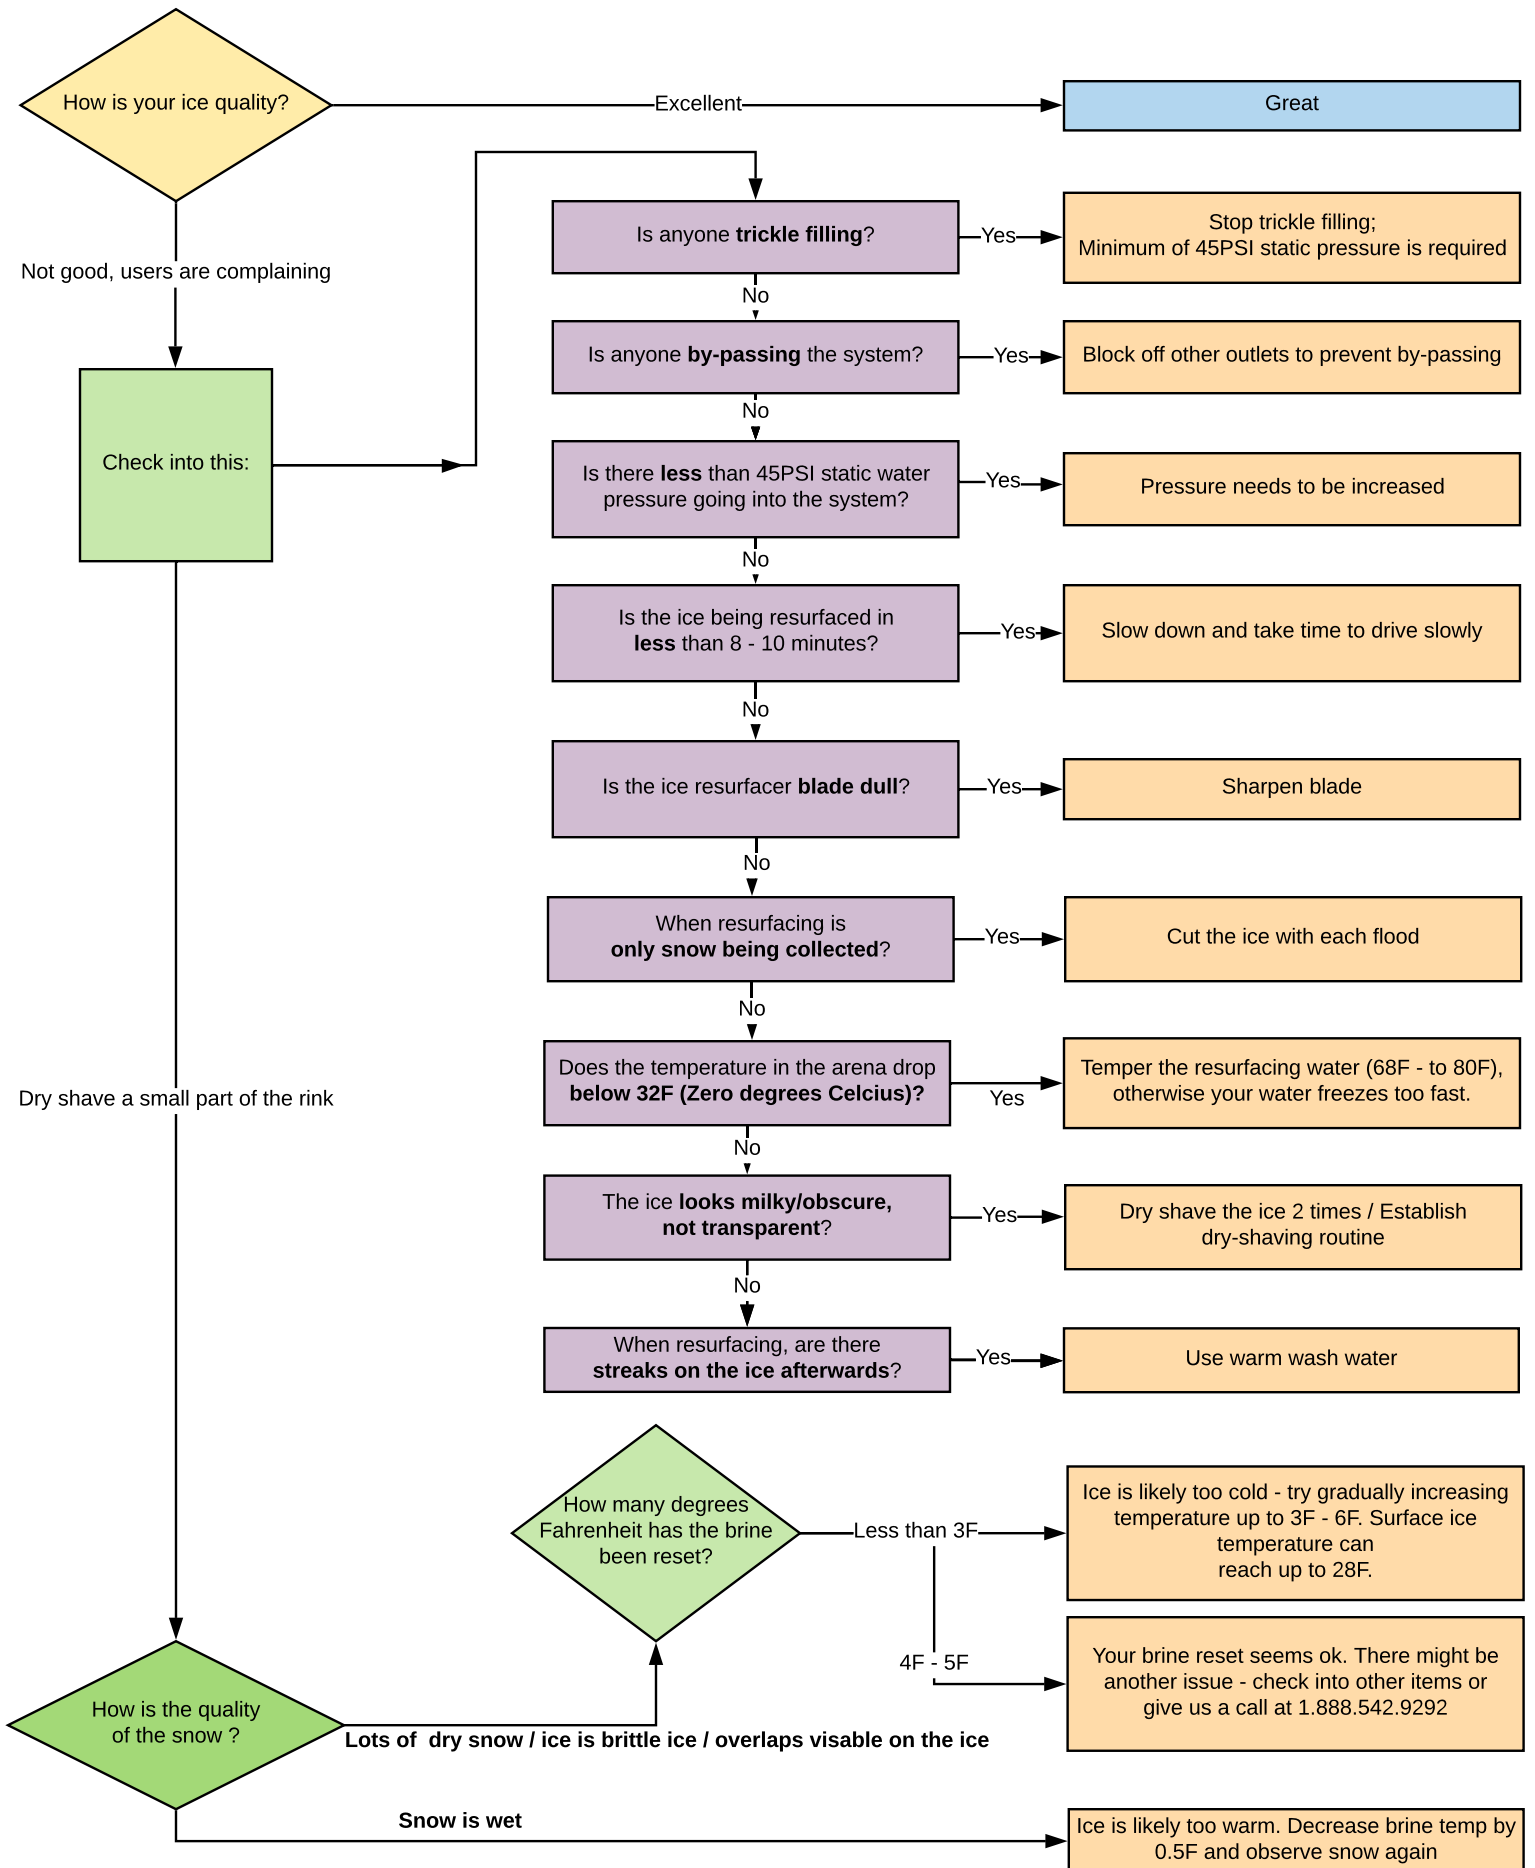 How is your ice quality?
Excellent
Great
Not good, users are complaining
Check into this:
Is anyone trickle filling?
Yes
Stop trickle filling;
Minimum of 45PSI static pressure is required
No
Is anyone by-passing the system?
Yes
Block off other outlets to prevent by-passing
No
Is there less than 45PSI static water
pressure going into the system?
Yes
Pressure needs to be increased
No
Is the ice being resurfaced in
less than 8 - 10 minutes?
Yes
Slow down and take time to drive slowly
No
Is the ice resurfacer blade dull?
Yes
Sharpen blade
No
When resurfacing is
only snow being collected?
Yes
Cut the ice with each flood
No
Does the temperature in the arena drop
below 32F (Zero degrees Celcius)?
Yes
Temper the resurfacing water (68F - to 80F),
otherwise your water freezes too fast.
No
The ice looks milky/obscure,
not transparent?
Yes
Dry shave the ice 2 times / Establish
dry-shaving routine
No
When resurfacing, are there
streaks on the ice afterwards?
Yes
Use warm wash water
Dry shave a small part of the rink
How is the quality
of the snow ?
Lots of  dry snow / ice is brittle ice / overlaps visable on the ice
How many degrees
Fahrenheit has the brine
been reset?
Less than 3F
Ice is likely too cold - try gradually increasing
temperature up to 3F - 6F. Surface ice
temperature can
reach up to 28F.
4F - 5F
Your brine reset seems ok. There might be
another issue - check into other items or
give us a call at 1.888.542.9292
Snow is wet
Ice is likely too warm. Decrease brine temp by
0.5F and observe snow again